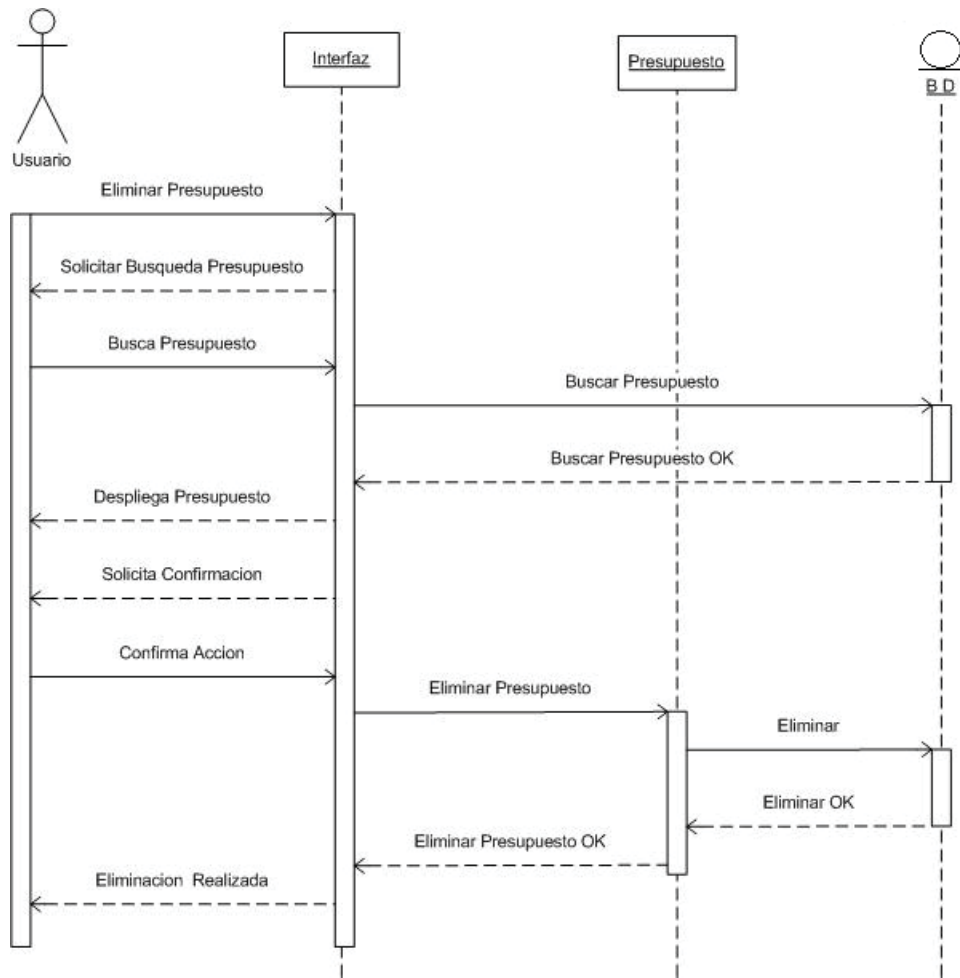 Interfaz
Presupuesto
B D
Usuario
Eliminar Presupuesto
Solicitar Busqueda Presupuesto
Busca Presupuesto
Buscar Presupuesto
Buscar Presupuesto OK
Despliega Presupuesto
Solicita Confirmacion
Confirma Accion
Eliminar Presupuesto
Eliminar
Eliminar OK
Eliminar Presupuesto OK
Eliminacion Realizada